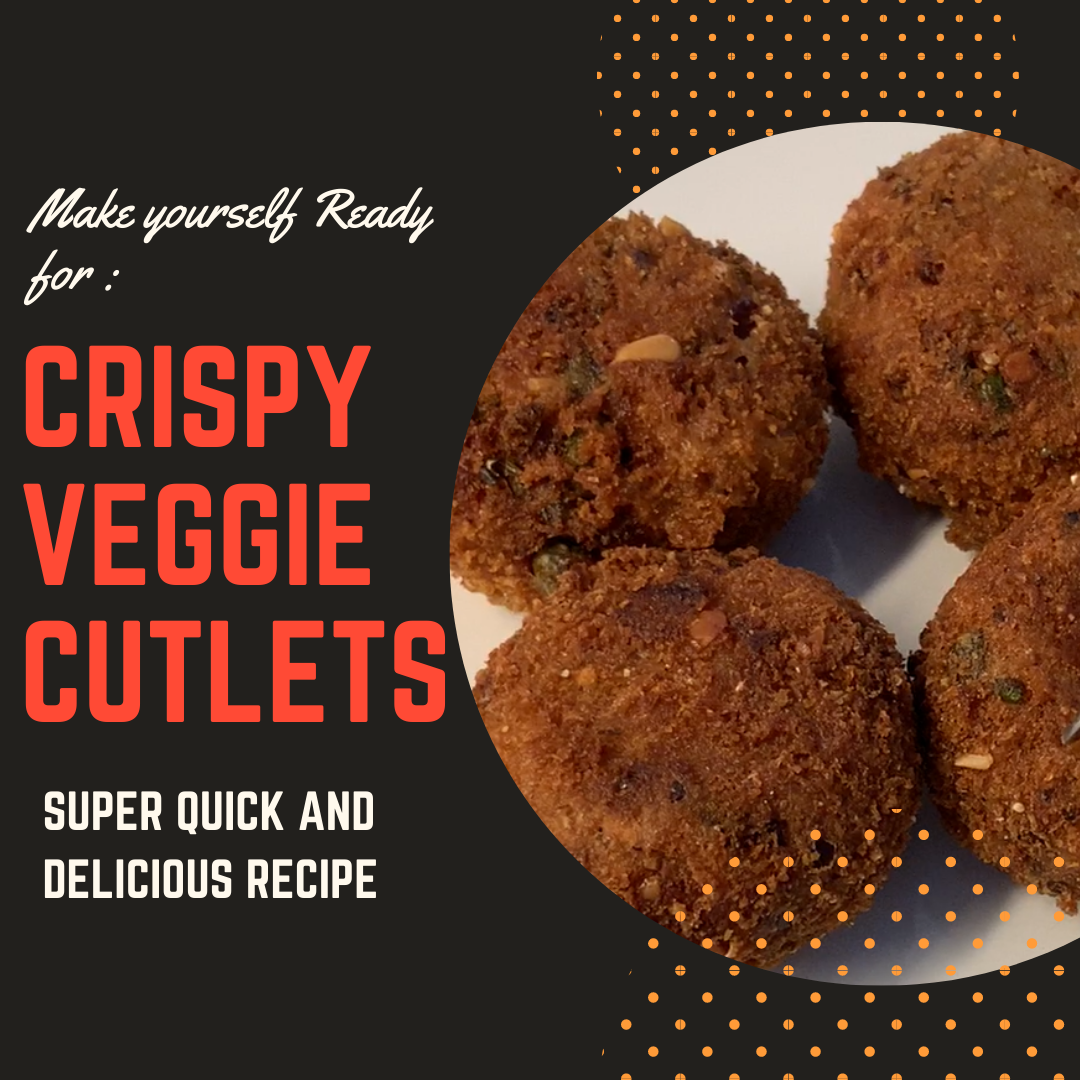 Make yourself Ready
for :
CRISPY
VEGGIE
CUTLETS
SUPER QUICK AND
DELICIOUS RECIPE